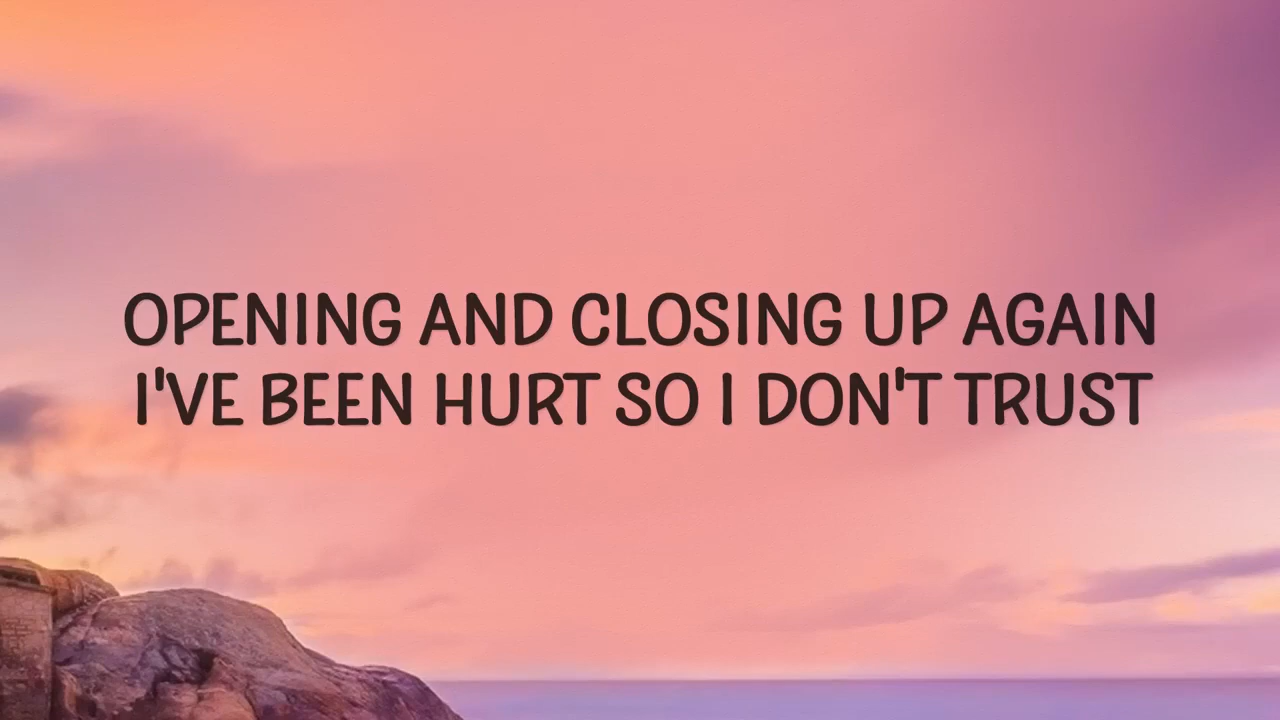 OPENING AND CLOSING UP AGAIN
I'VE BEEN HURT SO I DON'T TRUST